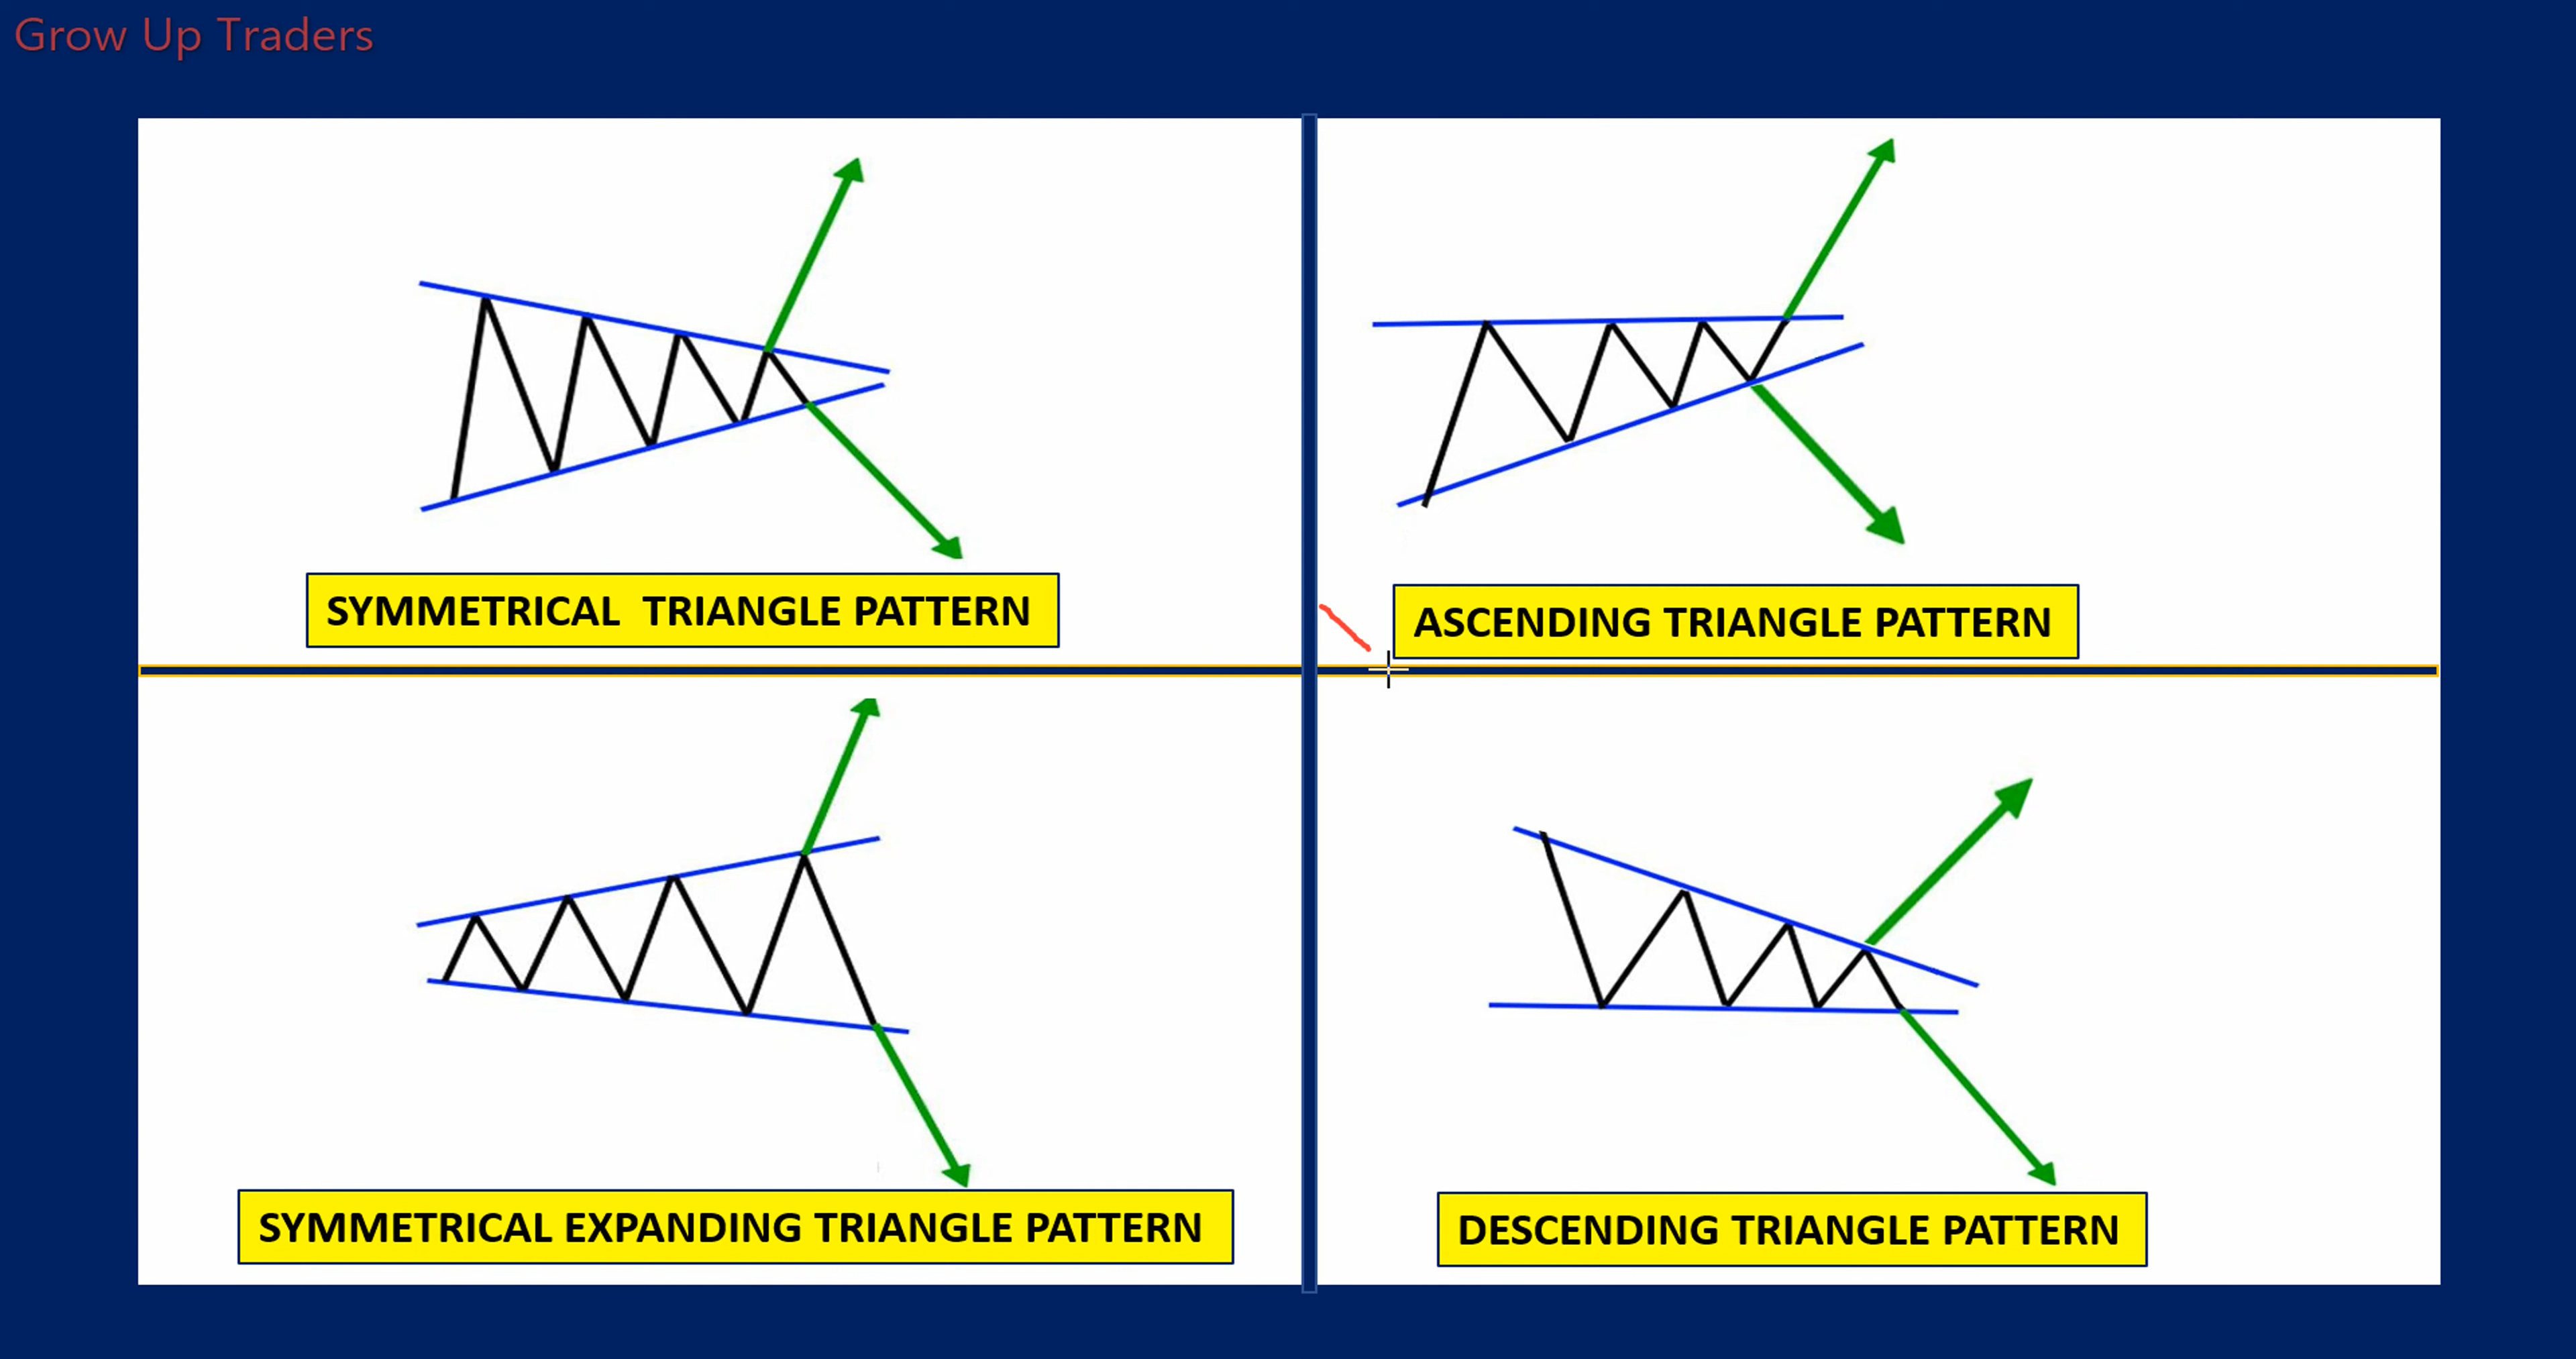 Grow Up Traders
SYMMETRICAL TRIANGLE PATTERN
ASCENDING TRIANGLE PATTERN
SYMMETRICAL EXPANDING TRIANGLE PATTERN
DESCENDING TRIANGLE PATTERN